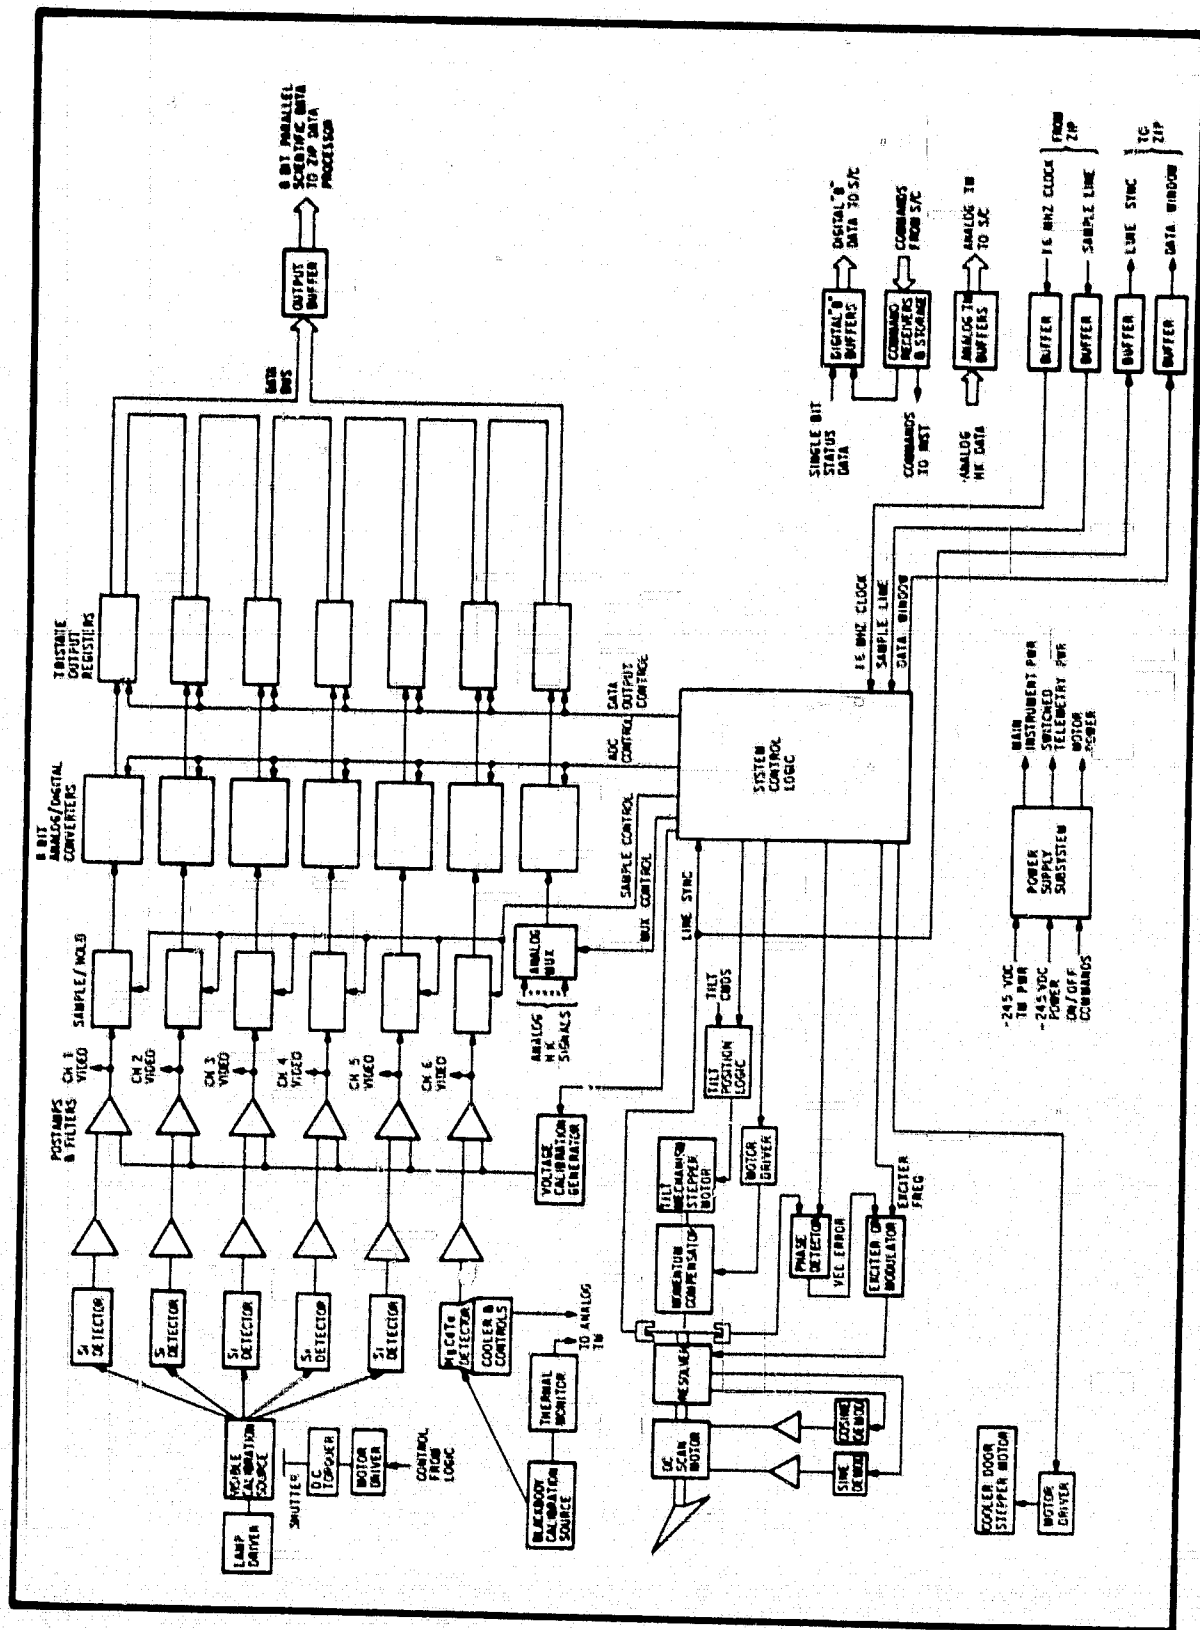 8 BIT PARALLEL
SCIENTIFIC DATA
TO ZIP DATA
PROCESSOR
OUTPUT
BUFFER
DATA
BUS
TRISTATE
OUTPUT
REGISTERS
8 BIT
ANALOG/DIGITAL
CONVERTERS
SAMPLE/HOLD
POSTAMPS
& FILTERS
CH 1
VIDEO
CH 2
VIDEO
CH 3
VIDEO
CH 4
VIDEO
CH 5
VIDEO
CH 6
VIDEO
Si
DETECTOR
Si
DETECTOR
Si
DETECTOR
Si
DETECTOR
Si
DETECTOR
HgCdTe
DETECTOR
COOLER &
CONTROLS
VISIBLE
CALIBRATION
SOURCE
LAMP
DRIVER
SHUTTER
DC
TORQUER
MOTOR
DRIVER
CONTROL
FROM
LOGIC
BLACKBODY
CALIBRATION
SOURCE
THERMAL
MONITOR
TO ANALOG
TM
VOLTAGE
CALIBRATION
GENERATOR
ANALOG
H K
SIGNALS
ANALOG
MUX
DATA
OUTPUT
CONTROL
ADC
CONTROL
SAMPLE CONTROL
MUX CONTROL
LINE SYNC
SYSTEM
CONTROL
LOGIC
1.6 MHZ CLOCK
SAMPLE LINE
DATA WINDOW
SINGLE BIT
STATUS
DATA
DIGITAL "B"
BUFFERS
DIGITAL "B"
DATA TO S/C
COMMANDS
TO INST
COMMAND
RECEIVERS
& STORAGE
COMMANDS
FROM S/C
ANALOG
HK DATA
ANALOG TM
BUFFERS
ANALOG TM
TO S/C
BUFFER
1.6 MHZ CLOCK
BUFFER
SAMPLE LINE
FROM
ZIP
BUFFER
LINE SYNC
BUFFER
DATA WINDOW
TO
ZIP
TILT
CMDS
TILT
POSITION
LOGIC
TILT
MECHANISM
STEPPER
MOTOR
MOTOR
DRIVER
MOMENTUM
COMPENSATOR
RESOLVER
DC
SCAN
MOTOR
COSINE
DEMOD
SINE
DEMOD
PHASE
DETECTOR
VEL ERROR
EXCITER
MODULATOR
EXCITER
FREQ
COOLER DOOR
STEPPER MOTOR
MOTOR
DRIVER
-24.5 VDC
TM PWR
-24.5 VDC
POWER
ON/OFF
COMMANDS
POWER
SUPPLY
SUBSYSTEM
MAIN
INSTRUMENT PWR
SWITCHED
TELEMETRY PWR
MOTOR
POWER